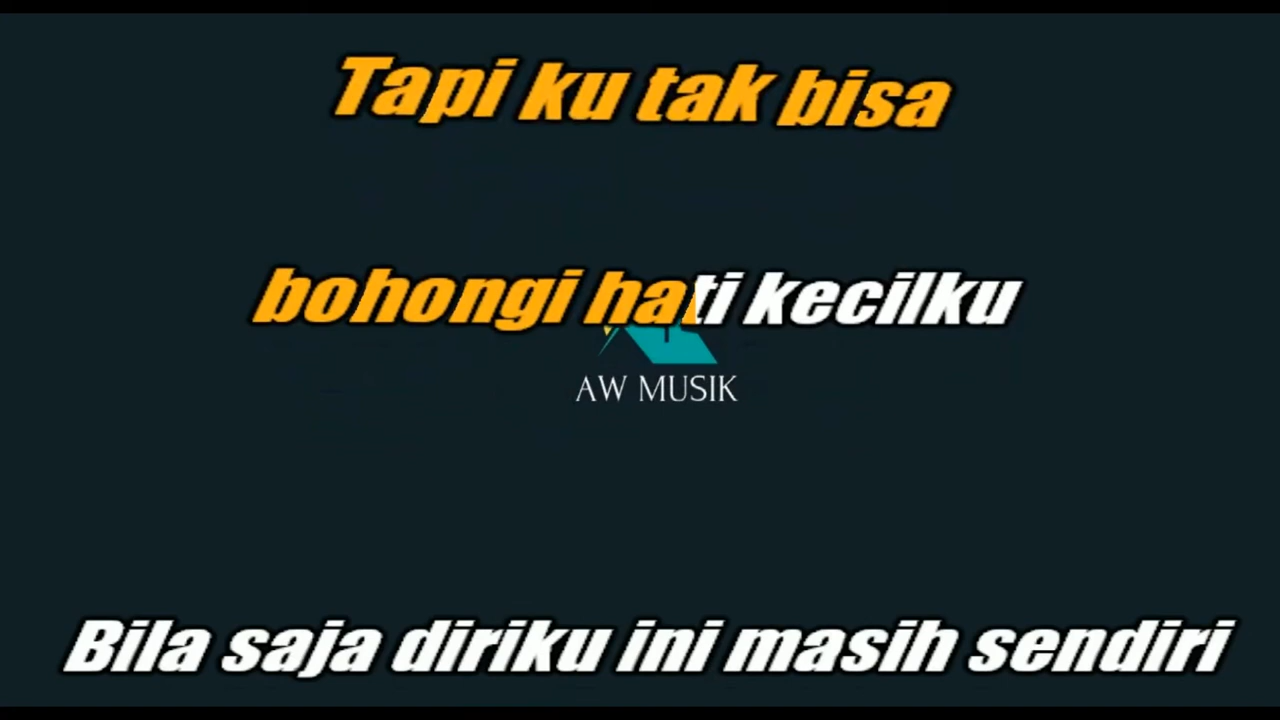 Tapi ku tak bisa
bohongi hati kecilku
AW MUSIK
Bila saja diriku ini masih sendiri